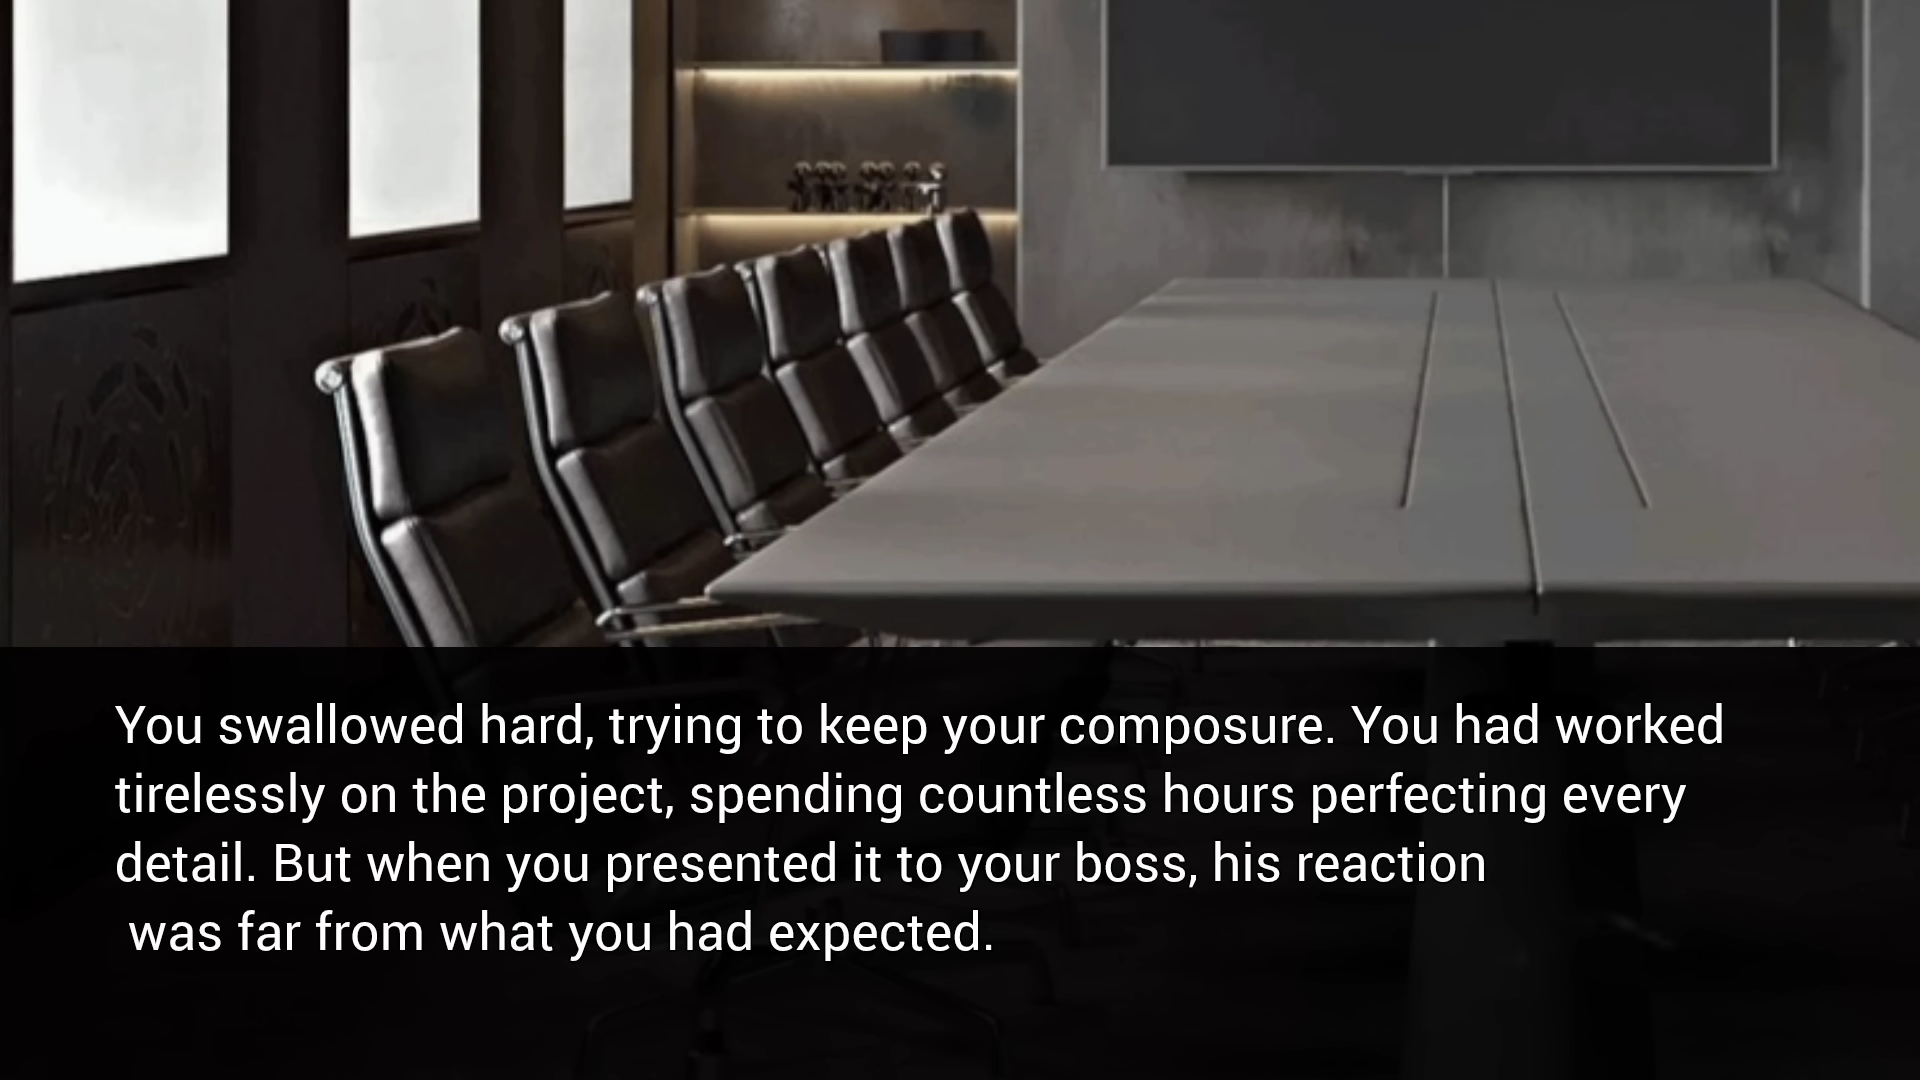 You swallowed hard, trying to keep your composure. You had worked
tirelessly on the project, spending countless hours perfecting every
detail. But when you presented it to your boss, his reaction
was far from what you had expected.